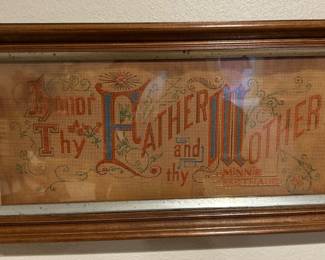 Honor
Thy FATHER
and
thy MOTHER
MINNIE